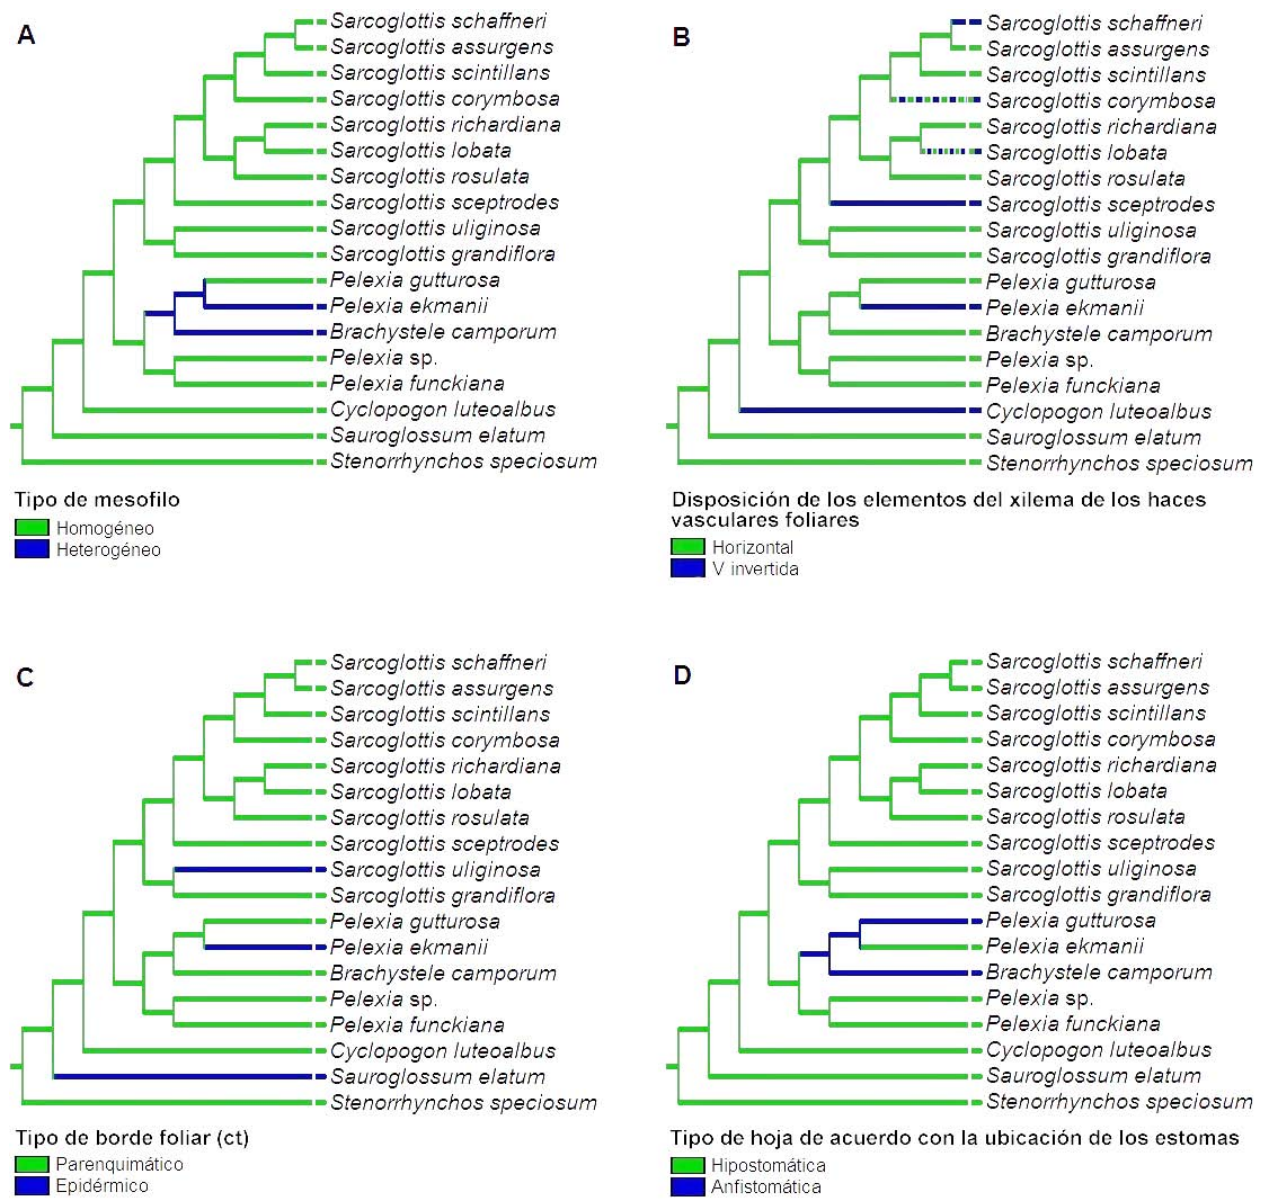 A
Sarcoglottis schaffneri
Sarcoglottis assurgens
Sarcoglottis scintillans
Sarcoglottis corymbosa
Sarcoglottis richardiana
Sarcoglottis lobata
Sarcoglottis rosulata
Sarcoglottis sceptrodes
Sarcoglottis uliginosa
Sarcoglottis grandiflora
Pelexia gutturosa
Pelexia ekmanii
Brachystele camporum
Pelexia sp.
Pelexia funckiana
Cyclopogon luteoalbus
Sauroglossum elatum
Stenorrhynchos speciosum
Tipo de mesofilo
Homogéneo
Heterogéneo
B
Sarcoglottis schaffneri
Sarcoglottis assurgens
Sarcoglottis scintillans
Sarcoglottis corymbosa
Sarcoglottis richardiana
Sarcoglottis lobata
Sarcoglottis rosulata
Sarcoglottis sceptrodes
Sarcoglottis uliginosa
Sarcoglottis grandiflora
Pelexia gutturosa
Pelexia ekmanii
Brachystele camporum
Pelexia sp.
Pelexia funckiana
Cyclopogon luteoalbus
Sauroglossum elatum
Stenorrhynchos speciosum
Disposición de los elementos del xilema de los haces
vasculares foliares
Horizontal
V invertida
C
Sarcoglottis schaffneri
Sarcoglottis assurgens
Sarcoglottis scintillans
Sarcoglottis corymbosa
Sarcoglottis richardiana
Sarcoglottis lobata
Sarcoglottis rosulata
Sarcoglottis sceptrodes
Sarcoglottis uliginosa
Sarcoglottis grandiflora
Pelexia gutturosa
Pelexia ekmanii
Brachystele camporum
Pelexia sp.
Pelexia funckiana
Cyclopogon luteoalbus
Sauroglossum elatum
Stenorrhynchos speciosum
Tipo de borde foliar (ct)
Parenquimático
Epidérmico
D
Sarcoglottis schaffneri
Sarcoglottis assurgens
Sarcoglottis scintillans
Sarcoglottis corymbosa
Sarcoglottis richardiana
Sarcoglottis lobata
Sarcoglottis rosulata
Sarcoglottis sceptrodes
Sarcoglottis uliginosa
Sarcoglottis grandiflora
Pelexia gutturosa
Pelexia ekmanii
Brachystele camporum
Pelexia sp.
Pelexia funckiana
Cyclopogon luteoalbus
Sauroglossum elatum
Stenorrhynchos speciosum
Tipo de hoja de acuerdo con la ubicación de los estomas
Hipostomática
Anfistomática